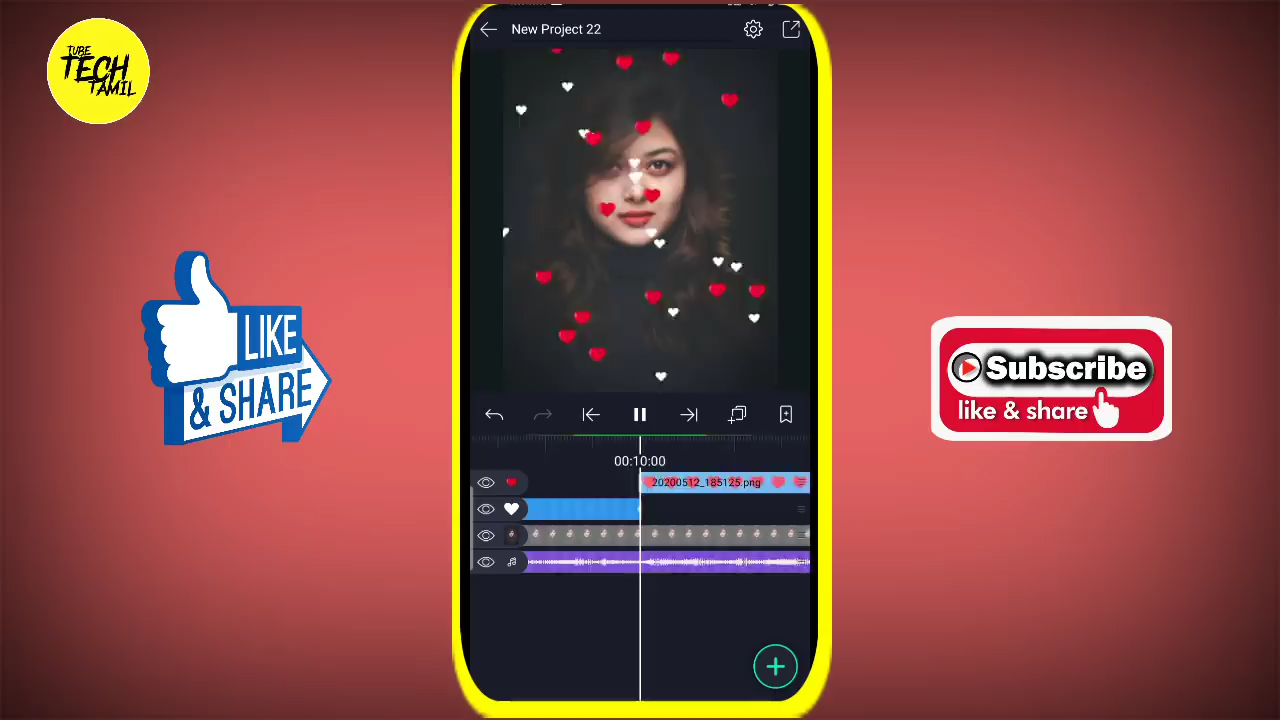 TUBE
TECH
TAMIL
New Project 22
LIKE
& SHARE
Subscribe
like & share
00:10:00
20200512_185125.png